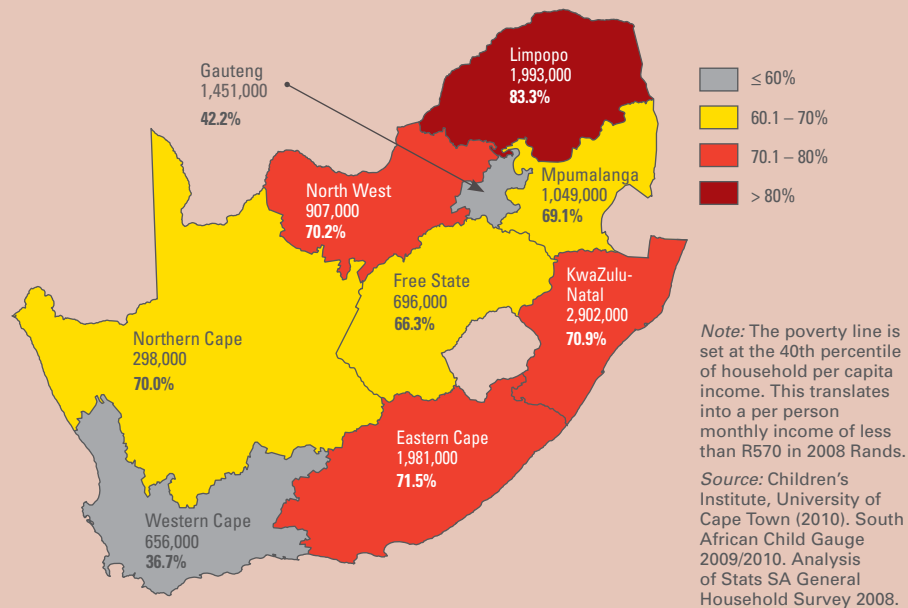 Limpopo
1,993,000
83.3%
Gauteng
1,451,000
42.2%
≤ 60%
60.1 – 70%
70.1 – 80%
> 80%
Mpumalanga
1,049,000
69.1%
North West
907,000
70.2%
Free State
696,000
66.3%
KwaZulu-
Natal
2,902,000
70.9%
Northern Cape
298,000
70.0%
Eastern Cape
1,981,000
71.5%
Western Cape
656,000
36.7%
Note: The poverty line is
set at the 40th percentile
of household per capita
income. This translates
into a per person
monthly income of less
than R570 in 2008 Rands.
Source: Children’s
Institute, University of
Cape Town (2010). South
African Child Gauge
2009/2010. Analysis
of Stats SA General
Household Survey 2008.